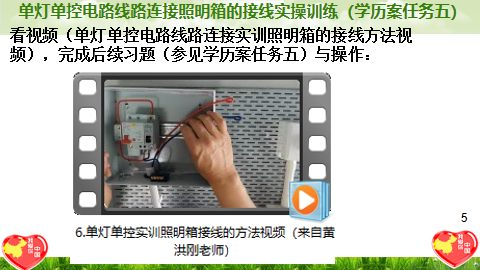 单灯单控电路线路连接照明箱的接线实操训练（学历案任务五）
看视频（单灯单控电路线路连接实训照明箱的接线方法视
频），完成后续习题（参见学历案任务五）与操作：
6.单灯单控实训照明箱接线的方法视频（来自黄
洪刚老师）
5